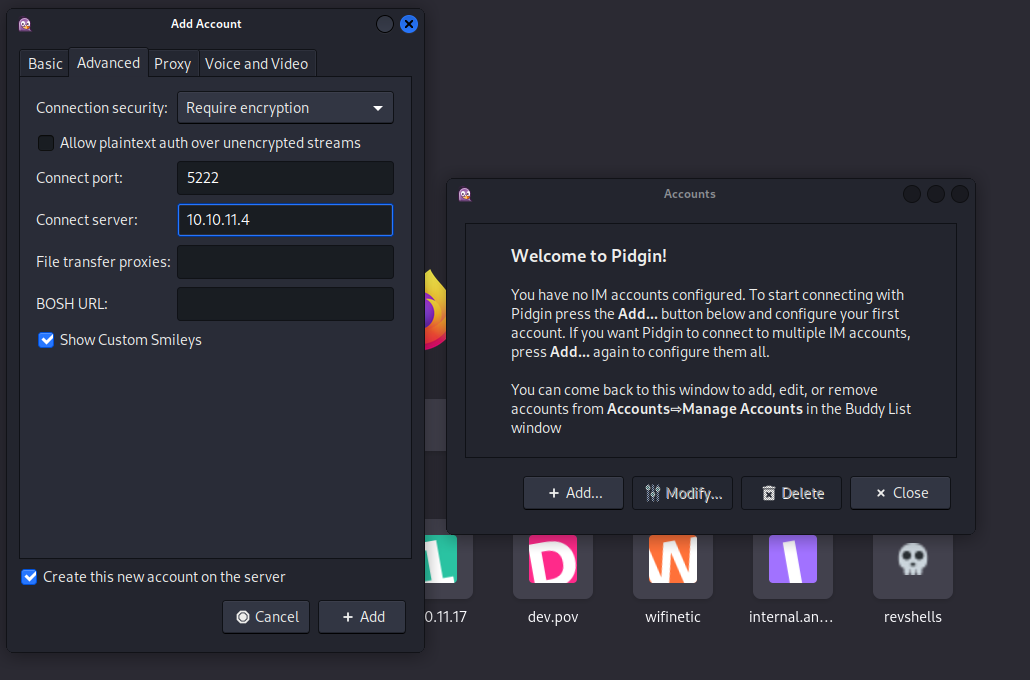 Add Account
Basic
Advanced
Proxy
Voice and Video
Connection security:
Require encryption
Allow plaintext auth over unencrypted streams
Connect port:
5222
Connect server:
10.10.11.4
File transfer proxies:
BOSH URL:
Show Custom Smileys
Create this new account on the server
Cancel
+ Add
Accounts
Welcome to Pidgin!
You have no IM accounts configured. To start connecting with
Pidgin press the Add... button below and configure your first
account. If you want Pidgin to connect to multiple IM accounts,
press Add... again to configure them all.
You can come back to this window to add, edit, or remove
accounts from Accounts⇨Manage Accounts in the Buddy List
window
+ Add...
Modify...
Delete
× Close
D
W
I
0.11.17
dev.pov
wifinetic
internal.an...
revshells